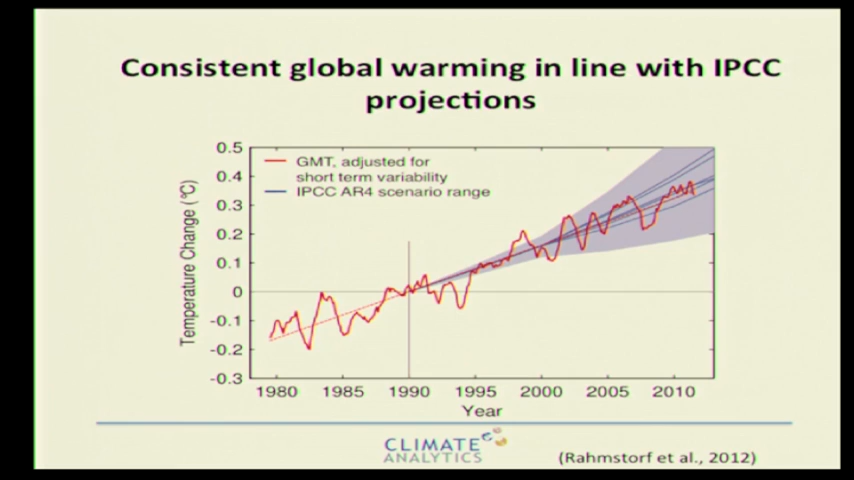 Consistent global warming in line with IPCC
projections
0.5
0.4
0.3
0.2
0.1
0
-0.1
-0.2
-0.3
Temperature Change (°C)
GMT, adjusted for
short term variability
IPCC AR4 scenario range
1980 1985 1990 1995 2000 2005 2010
Year
CLIMATE
ANALYTICS
(Rahmstorf et al., 2012)